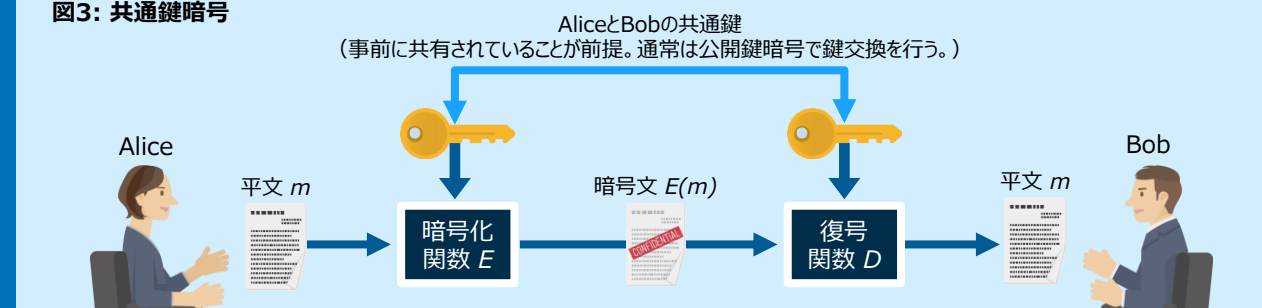 図3: 共通鍵暗号
AliceとBobの共通鍵
（事前に共有されていることが前提。通常は公開鍵暗号で鍵交換を行う。）
Alice
Bob
平文 m
暗号文 E(m)
平文 m
暗号化
関数 E
CONFIDENTIAL
復号
関数 D